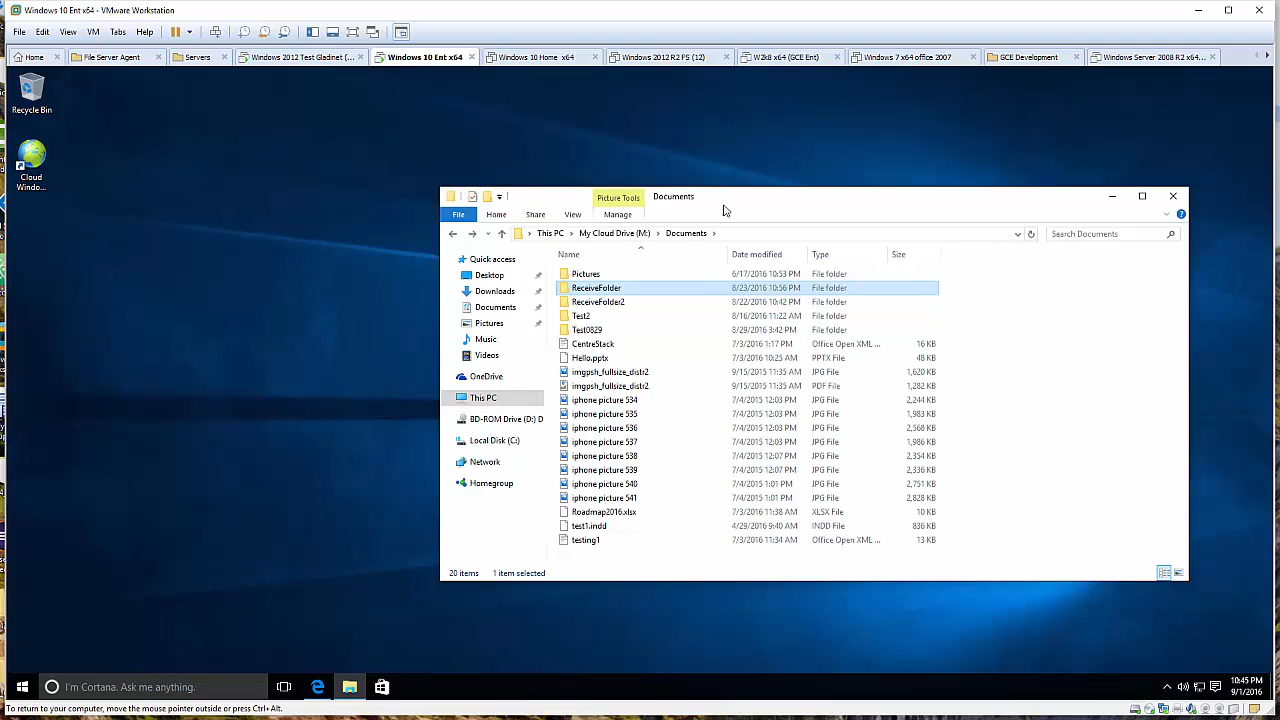 Windows 10 Ent x64 - VMware Workstation
File Edit View VM Tabs Help
Home File Server Agent Servers Windows 2012 Test Gladinet (... Windows 10 Ent x64 Windows 10 Home x64 Windows 2012 R2 FS (12) W2k8 x64 (GCE Ent) Windows 7 x64 office 2007 GCE Development Windows Server 2008 R2 x64...
Recycle Bin
Cloud
Windo...
Picture Tools Documents
File Home Share View Manage
This PC My Cloud Drive (M:) Documents Search Documents
Name Date modified Type Size
Quick access
Desktop
Downloads
Documents
Pictures
Music
Videos
OneDrive
This PC
BD-ROM Drive (D:) D
Local Disk (C:)
Network
Homegroup
Pictures 6/17/2016 10:53 PM File folder
ReceiveFolder 8/23/2016 10:56 PM File folder
ReceiveFolder2 8/22/2016 10:42 PM File folder
Test2 8/16/2016 11:22 AM File folder
Test0829 8/29/2016 3:42 PM File folder
CentreStack 7/3/2016 1:17 PM Office Open XML ... 16 KB
Hello.pptx 7/3/2016 10:25 AM PPTX File 48 KB
imgpsh_fullsize_distr2 9/15/2015 11:35 AM JPG File 1,620 KB
imgpsh_fullsize_distr2 9/15/2015 11:35 AM PDF File 1,282 KB
iphone picture 534 7/4/2015 12:03 PM JPG File 2,244 KB
iphone picture 535 7/4/2015 12:03 PM JPG File 1,983 KB
iphone picture 536 7/4/2015 12:03 PM JPG File 2,568 KB
iphone picture 537 7/4/2015 12:03 PM JPG File 1,986 KB
iphone picture 538 7/4/2015 12:07 PM JPG File 2,354 KB
iphone picture 539 7/4/2015 12:07 PM JPG File 2,336 KB
iphone picture 540 7/4/2015 1:01 PM JPG File 2,751 KB
iphone picture 541 7/4/2015 1:01 PM JPG File 2,828 KB
Roadmap2016.xlsx 7/3/2016 11:38 AM XLSX File 10 KB
test1.indd 4/29/2016 9:40 AM INDD File 836 KB
testing1 7/3/2016 11:34 AM Office Open XML ... 13 KB
20 items 1 item selected
I'm Cortana. Ask me anything.
10:45 PM
9/1/2016
To return to your computer, move the mouse pointer outside or press Ctrl+Alt.